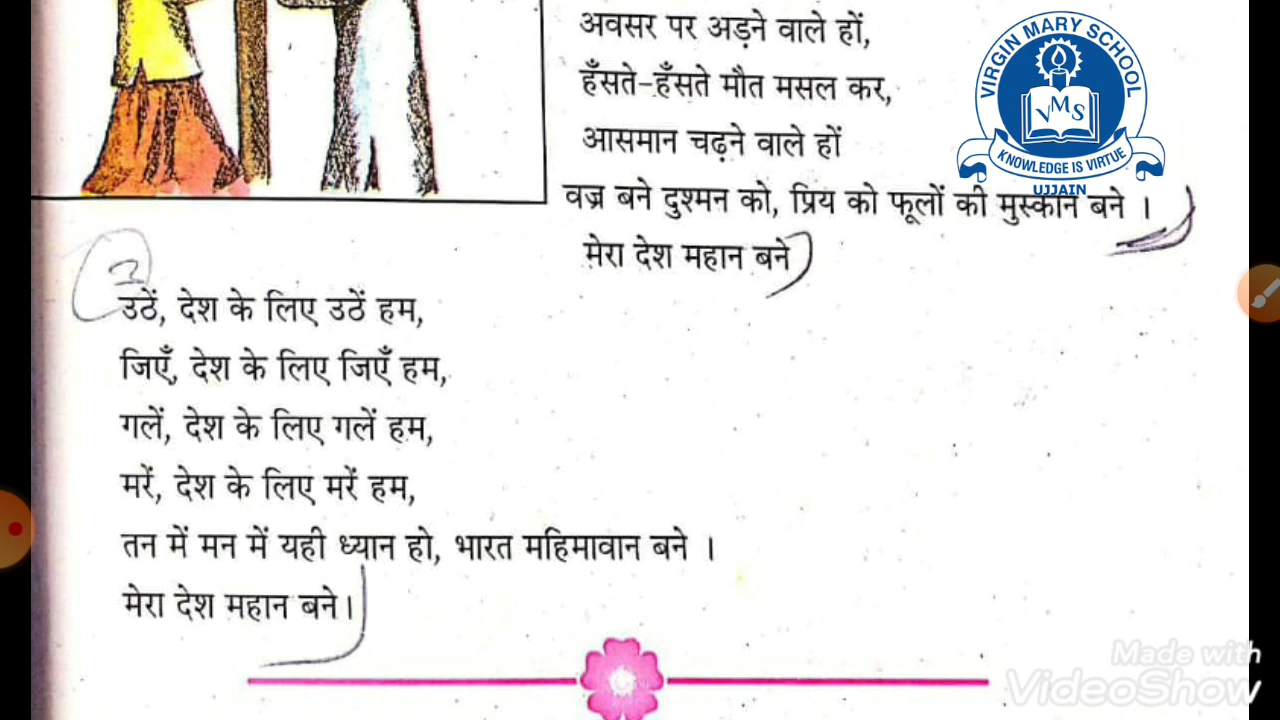 अवसर पर अड़ने वाले हों,
हँसते-हँसते मौत मसल कर,
आसमान चढ़ने वाले हों
वज्र बने दुश्मन को, प्रिय को फूलों की मुस्कान बने ।
मेरा देश महान बने
उठें, देश के लिए उठें हम,
जिएँ, देश के लिए जिएँ हम,
गलें, देश के लिए गलें हम,
मरें, देश के लिए मरें हम,
तन में मन में यही ध्यान हो, भारत महिमावान बने ।
मेरा देश महान बने।
VIRGIN MARY SCHOOL
VMS
KNOWLEDGE IS VIRTUE
UJJAIN
Made with
VideoShow